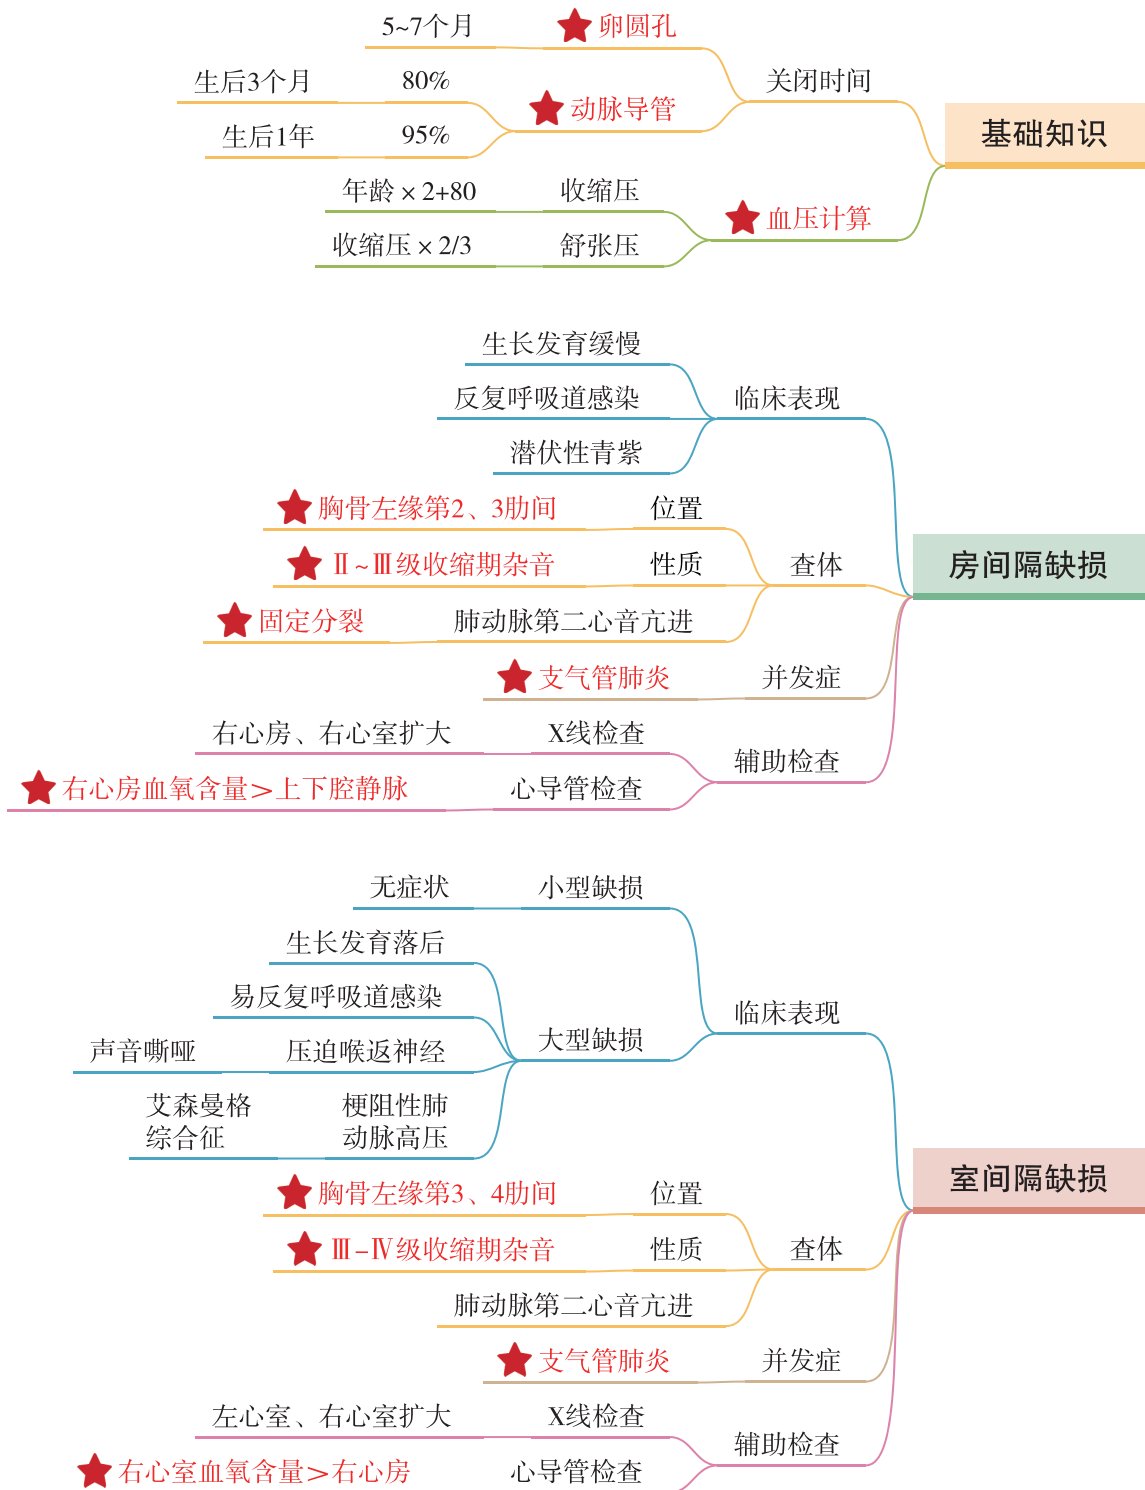 5~7个月
卵圆孔
生后3个月
80%
关闭时间
动脉导管
生后1年
95%
基础知识
年龄×2+80
收缩压
血压计算
收缩压×2/3
舒张压
生长发育缓慢
反复呼吸道感染
临床表现
潜伏性青紫
胸骨左缘第2、3肋间
位置
Ⅱ~Ⅲ级收缩期杂音
性质
查体
房间隔缺损
固定分裂
肺动脉第二心音亢进
支气管肺炎
并发症
右心房、右心室扩大
X线检查
辅助检查
右心房血氧含量>上下腔静脉
心导管检查
无症状
小型缺损
生长发育落后
易反复呼吸道感染
临床表现
声音嘶哑
压迫喉返神经
大型缺损
艾森曼格
综合征
梗阻性肺
动脉高压
胸骨左缘第3、4肋间
位置
室间隔缺损
Ⅲ-Ⅳ级收缩期杂音
性质
查体
肺动脉第二心音亢进
支气管肺炎
并发症
左心室、右心室扩大
X线检查
辅助检查
右心室血氧含量>右心房
心导管检查